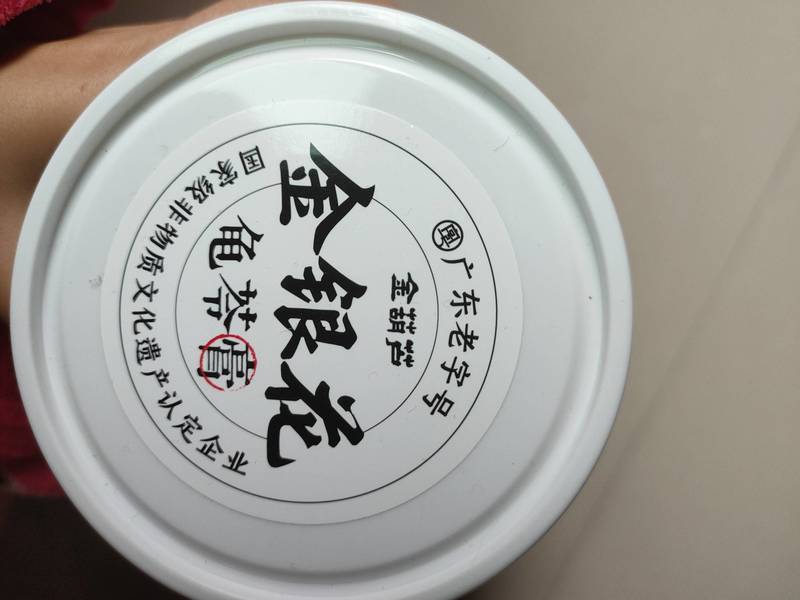 粤广东老字号
金葫芦
金银花
龟苓膏
国家级非物质文化遗产认定企业